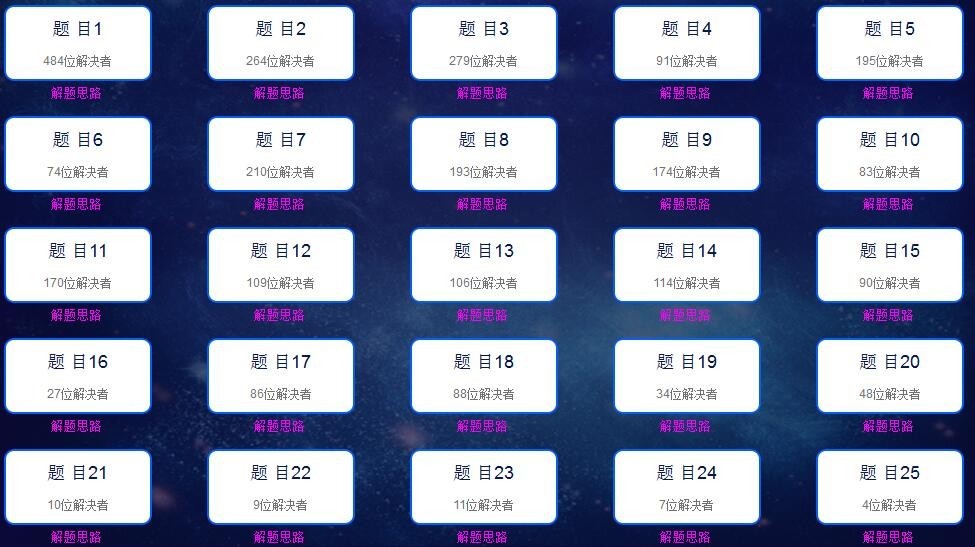 题 目1 题 目2 题 目3 题 目4 题 目5
484位解决者 264位解决者 279位解决者 91位解决者 195位解决者
解题思路 解题思路 解题思路 解题思路 解题思路
题 目6 题 目7 题 目8 题 目9 题 目10
74位解决者 210位解决者 193位解决者 174位解决者 83位解决者
解题思路 解题思路 解题思路 解题思路 解题思路
题 目11 题 目12 题 目13 题 目14 题 目15
170位解决者 109位解决者 106位解决者 114位解决者 90位解决者
解题思路 解题思路 解题思路 解题思路 解题思路
题 目16 题 目17 题 目18 题 目19 题 目20
27位解决者 86位解决者 88位解决者 34位解决者 48位解决者
解题思路 解题思路 解题思路 解题思路 解题思路
题 目21 题 目22 题 目23 题 目24 题 目25
10位解决者 9位解决者 11位解决者 7位解决者 4位解决者
解题思路 解题思路 解题思路 解题思路 解题思路